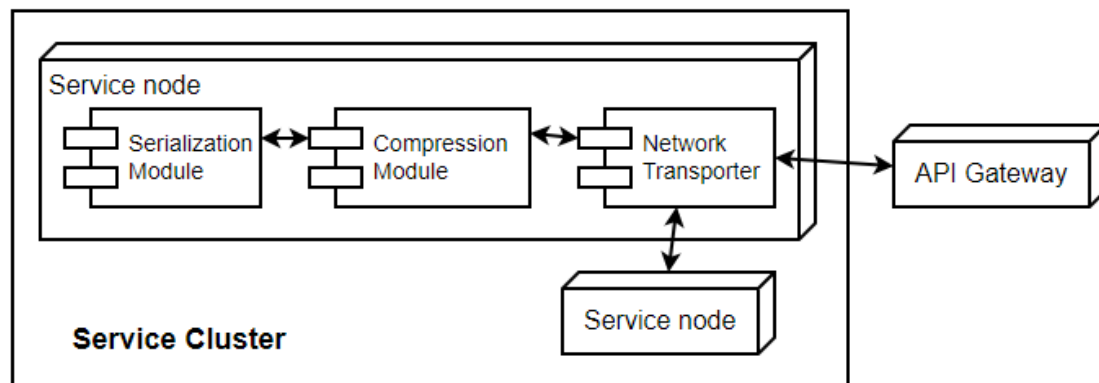 Service node
Serialization
Module
Compression
Module
Network
Transporter
API Gateway
Service node
Service Cluster